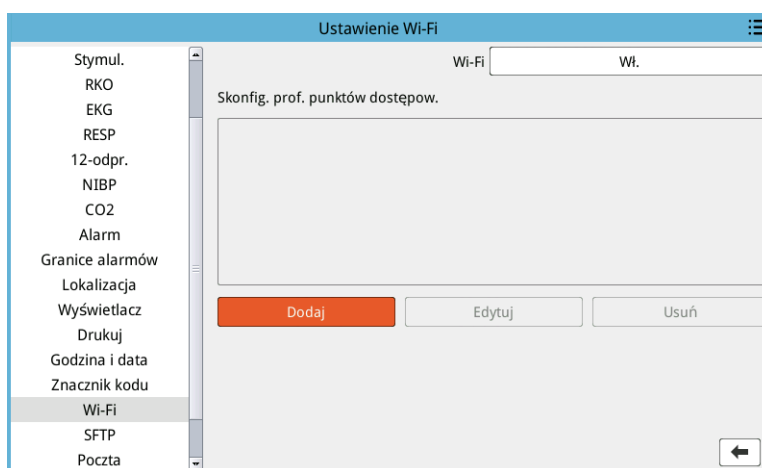 Ustawienie Wi-Fi
Stymul.
RKO
EKG
RESP
12-odpr.
NIBP
CO2
Alarm
Granice alarmów
Lokalizacja
Wyświetlacz
Drukuj
Godzina i data
Znacznik kodu
Wi-Fi
SFTP
Poczta
Wi-Fi Wł.
Skonfig. prof. punktów dostępow.
Dodaj Edytuj Usuń